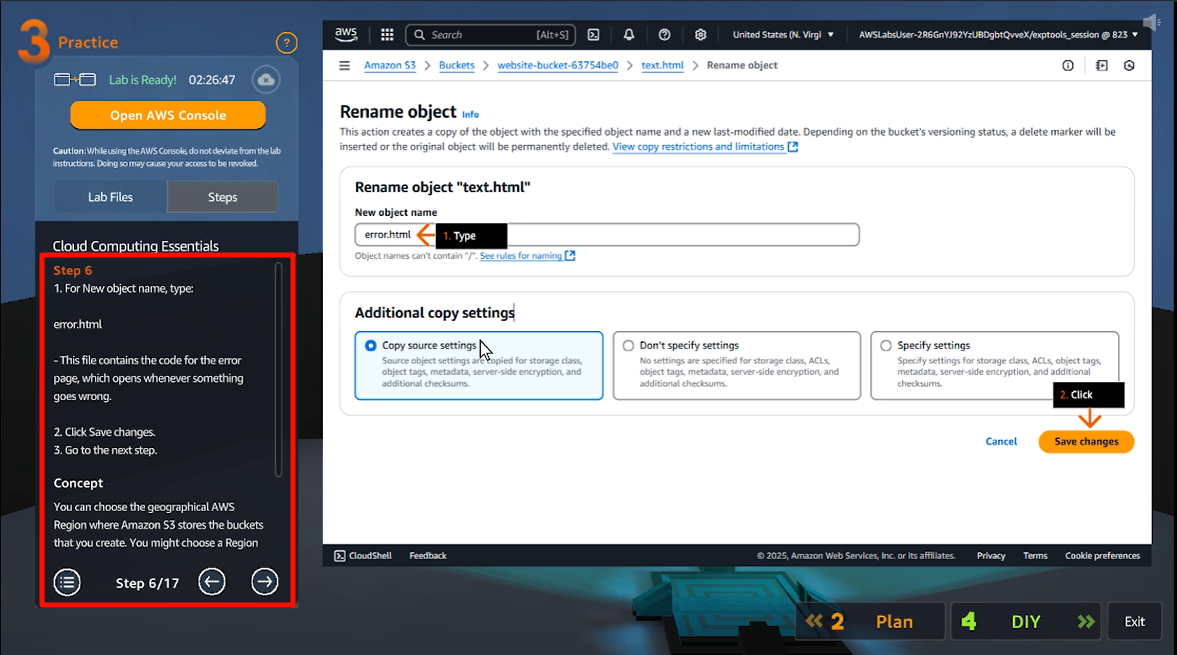 3 Practice
?
Lab is Ready! 02:26:47
Open AWS Console
Caution: While using the AWS Console, do not deviate from the lab
instructions. Doing so may cause your access to be revoked.
Lab Files
Steps
Cloud Computing Essentials
Step 6
1. For New object name, type:
error.html
- This file contains the code for the error
page, which opens whenever something
goes wrong.
2. Click Save changes.
3. Go to the next step.
Concept
You can choose the geographical AWS
Region where Amazon S3 stores the buckets
that you create. You might choose a Region
Step 6/17
aws
Search [Alt+S]
United States (N. Virgi
AWSLabsUser-2R6GnYJ92YzUBDgbtQvveX/exptools_session @ 823
Amazon S3 > Buckets > website-bucket-63754be0 > text.html > Rename object
Rename object Info
This action creates a copy of the object with the specified object name and a new last-modified date. Depending on the bucket's versioning status, a delete marker will be
inserted or the original object will be permanently deleted. View copy restrictions and limitations
Rename object "text.html"
New object name
error.html
1. Type
Object names can't contain "/". See rules for naming
Additional copy settings
Copy source settings
Source object settings are copied for storage class,
object tags, metadata, server-side encryption, and
additional checksums.
Don't specify settings
No settings are specified for storage class, ACLs,
object tags, metadata, server-side encryption, and
additional checksums.
Specify settings
Specify settings for storage class, ACLs, object tags,
metadata, server-side encryption, and additional
checksums.
2. Click
Cancel
Save changes
CloudShell Feedback
© 2025, Amazon Web Services, Inc. or its affiliates. Privacy Terms Cookie preferences
2 Plan
4 DIY
Exit